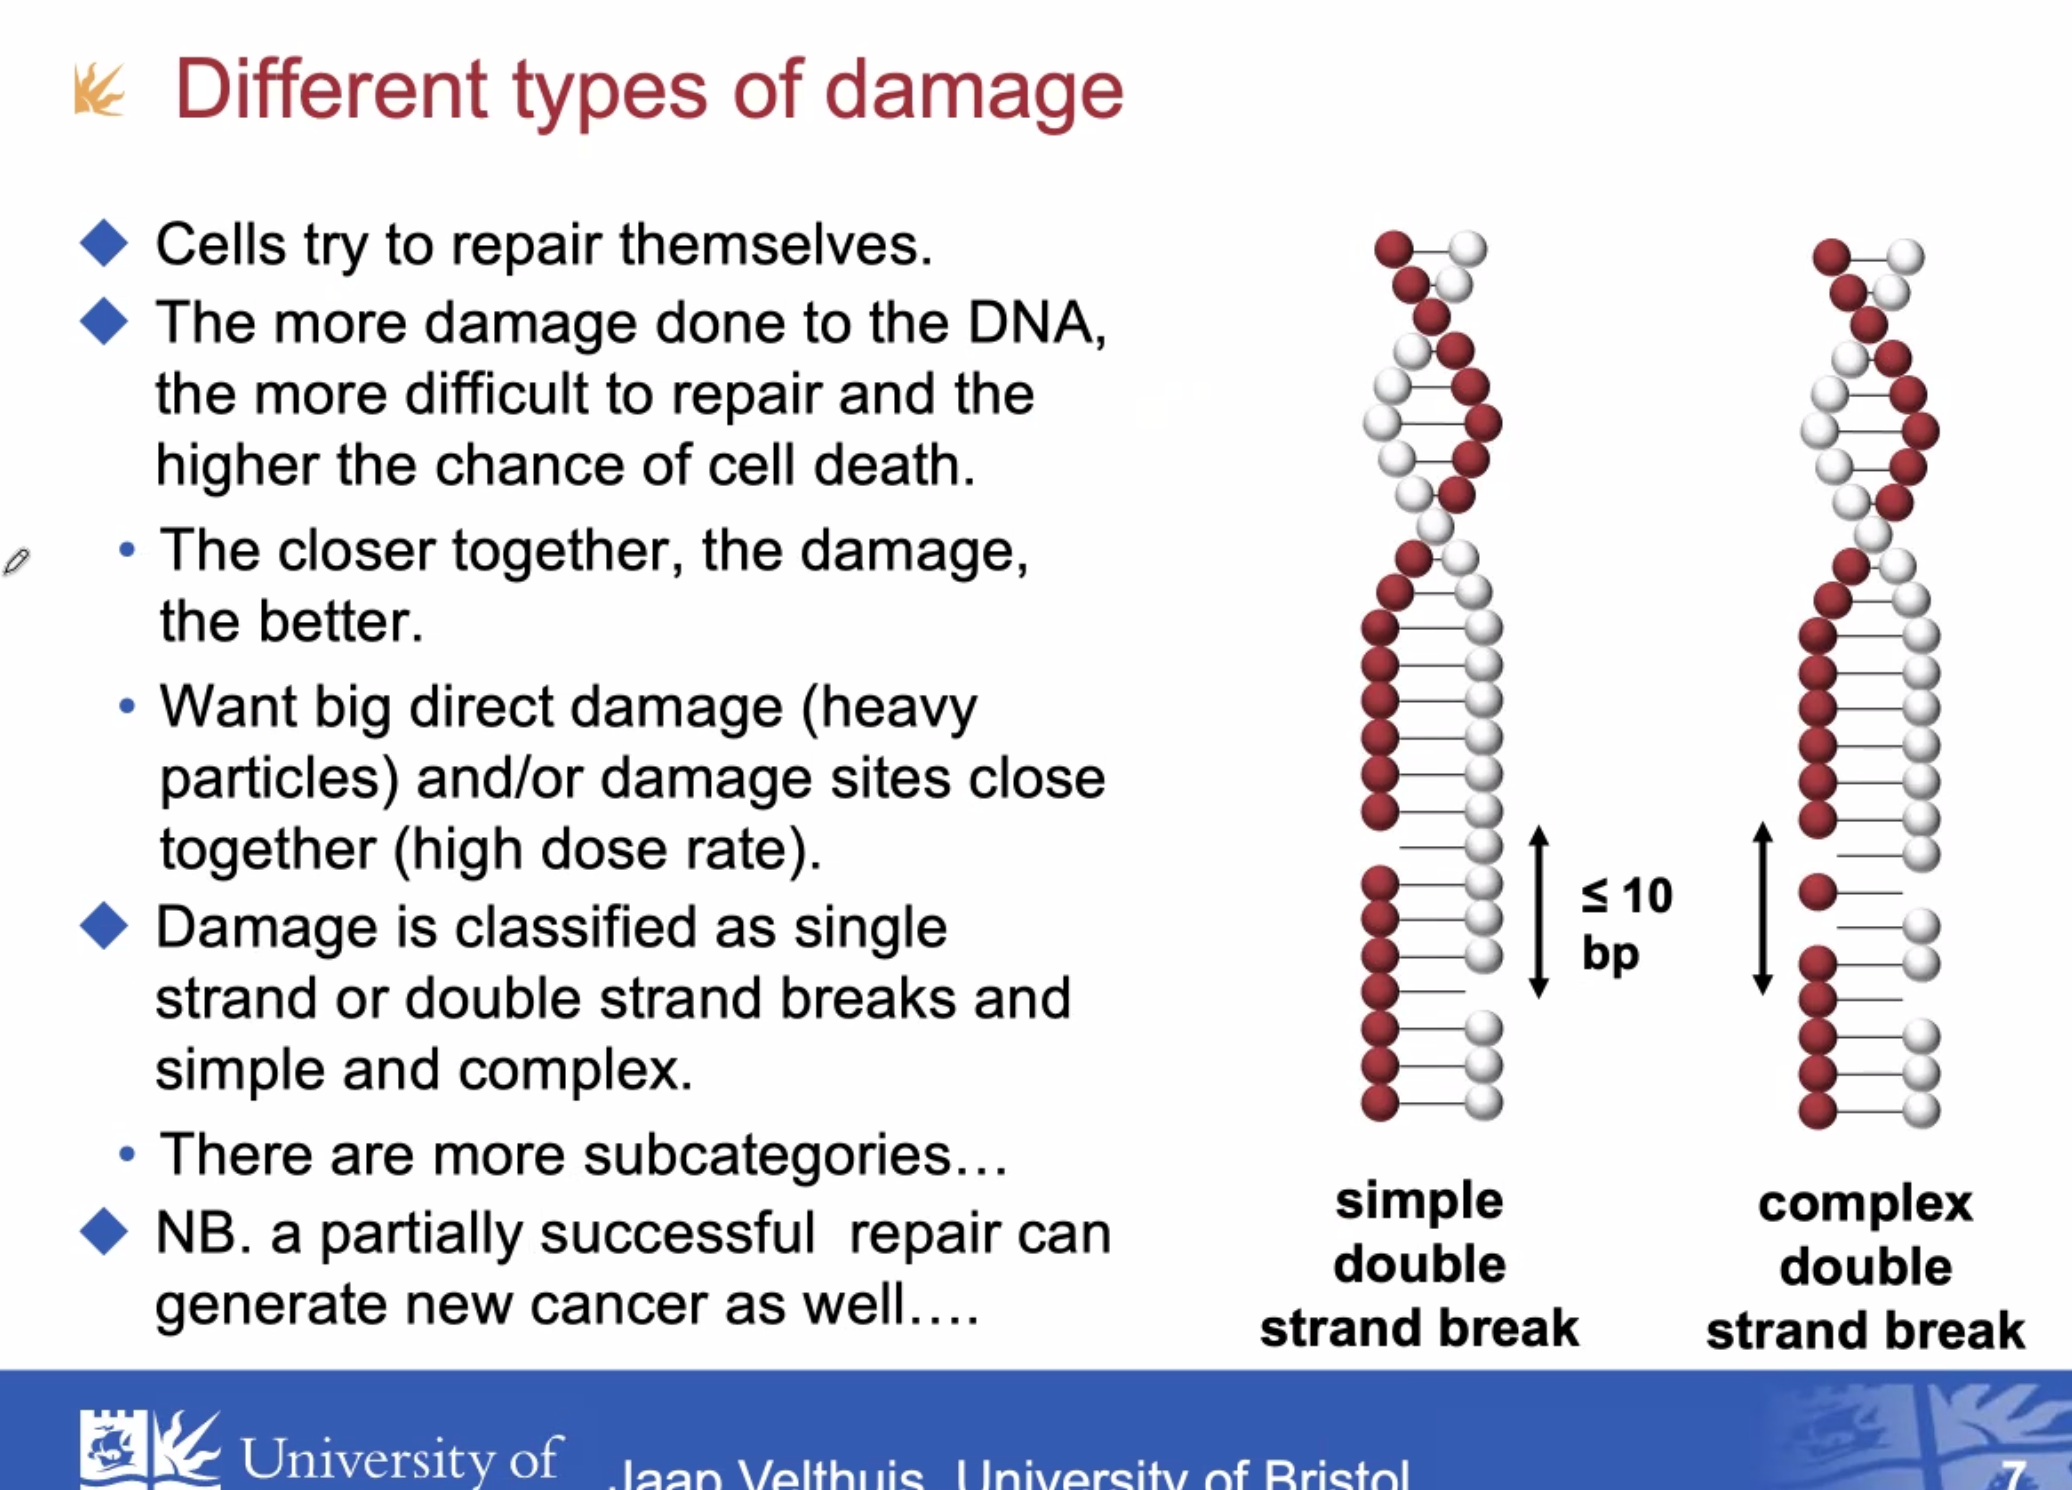 Different types of damage
Cells try to repair themselves.
The more damage done to the DNA,
the more difficult to repair and the
higher the chance of cell death.
The closer together, the damage,
the better.
Want big direct damage (heavy
particles) and/or damage sites close
together (high dose rate).
Damage is classified as single
strand or double strand breaks and
simple and complex.
There are more subcategories…
NB. a partially successful  repair can
generate new cancer as well….
≤ 10
bp
simple
double
strand break
complex
double
strand break
University of
Jaap Velthuis, University of Bristol
7